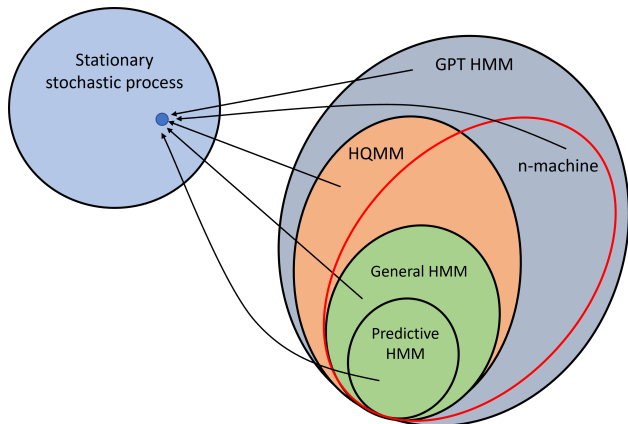 Stationary
stochastic process
GPT HMM
HQMM
n-machine
General HMM
Predictive
HMM